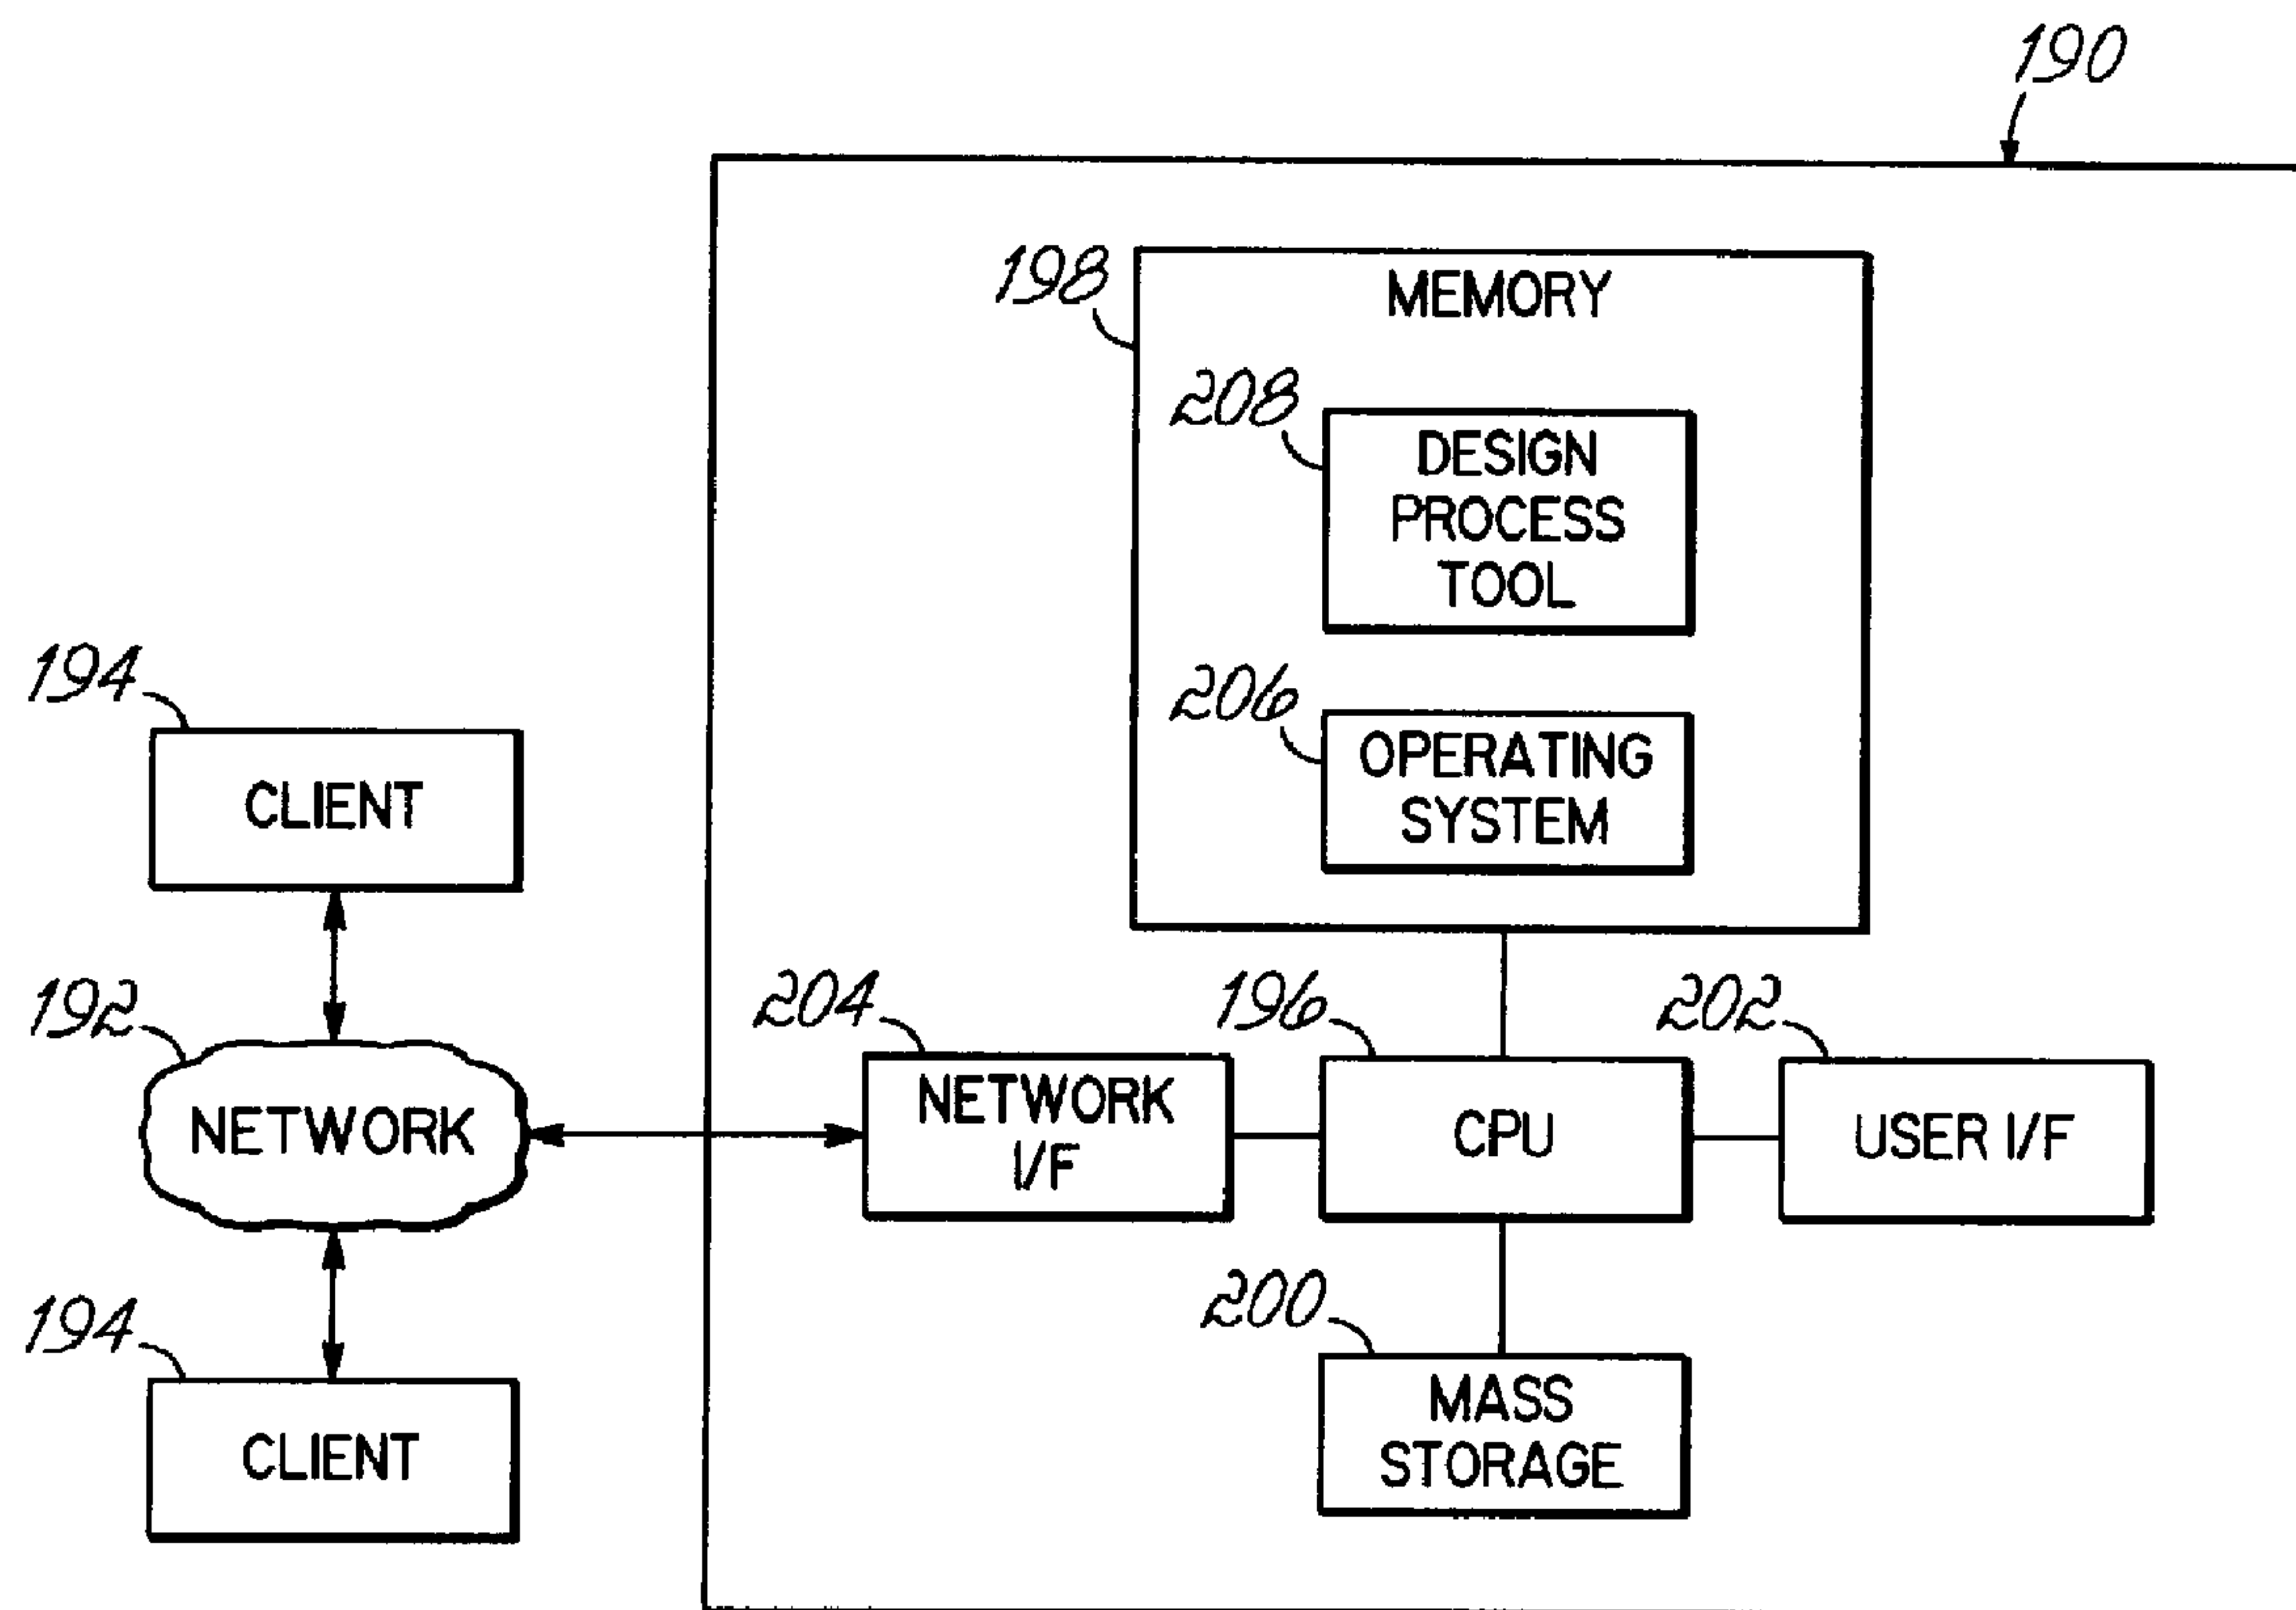 190
198
MEMORY
208
DESIGN
PROCESS
TOOL
206
OPERATING
SYSTEM
194
CLIENT
192
NETWORK
204
NETWORK
I/F
196
CPU
202
USER I/F
194
CLIENT
200
MASS
STORAGE